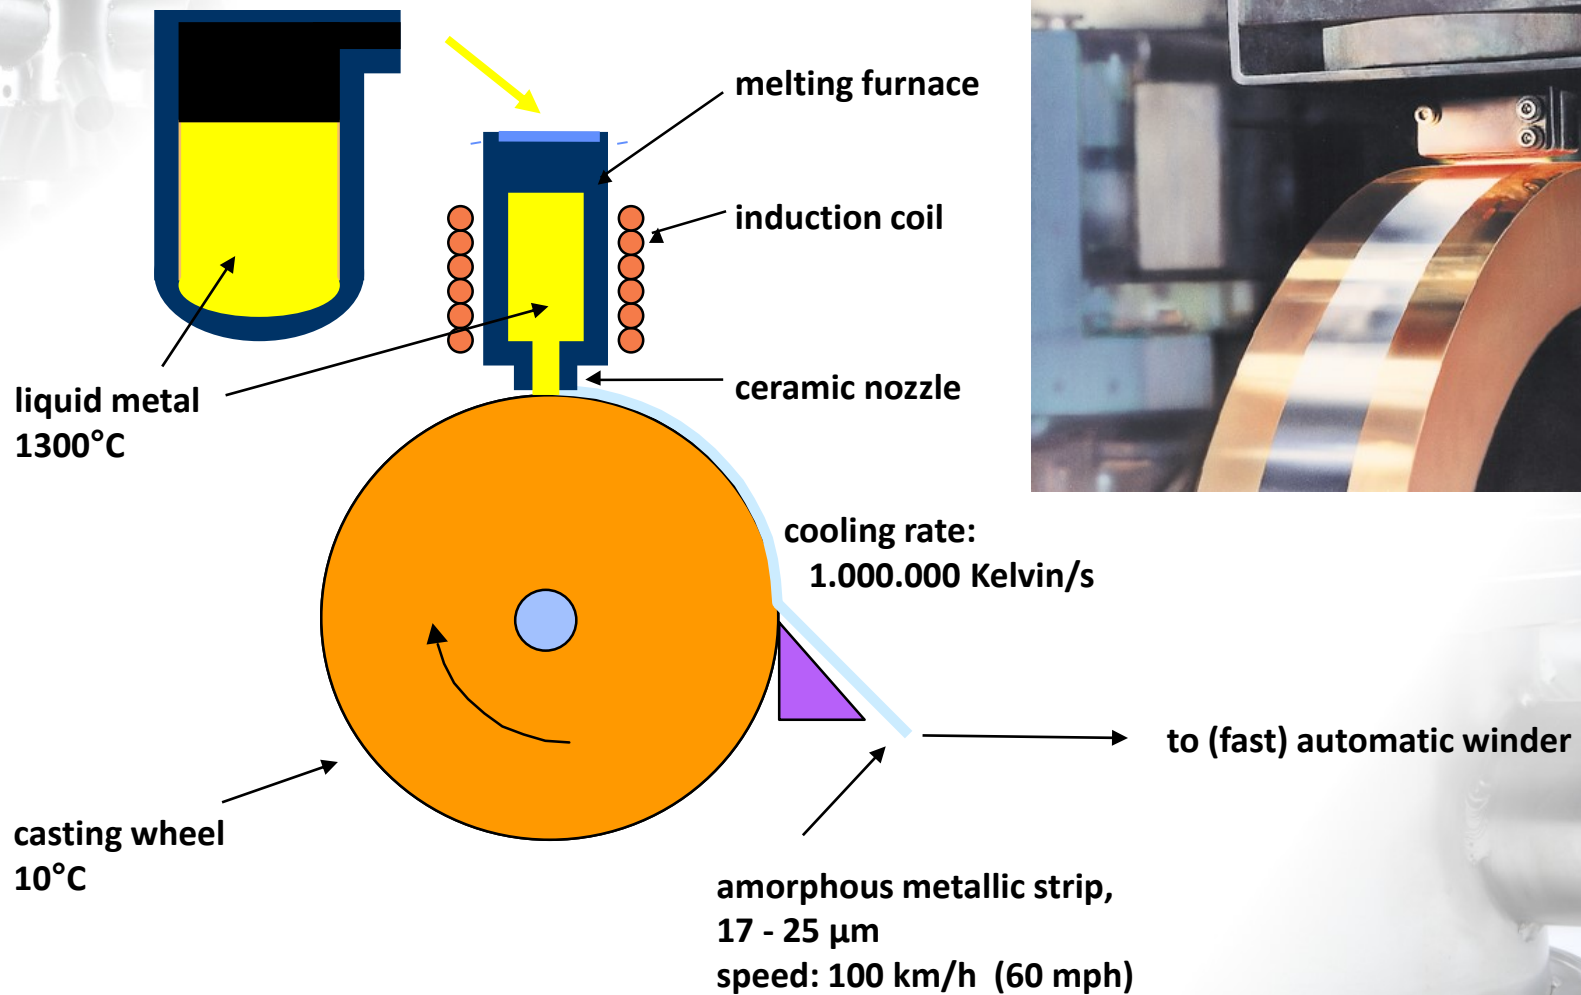 melting furnace
induction coil
ceramic nozzle
liquid metal
1300°C
cooling rate:
1.000.000 Kelvin/s
to (fast) automatic winder
casting wheel
10°C
amorphous metallic strip,
17 - 25 µm
speed: 100 km/h (60 mph)